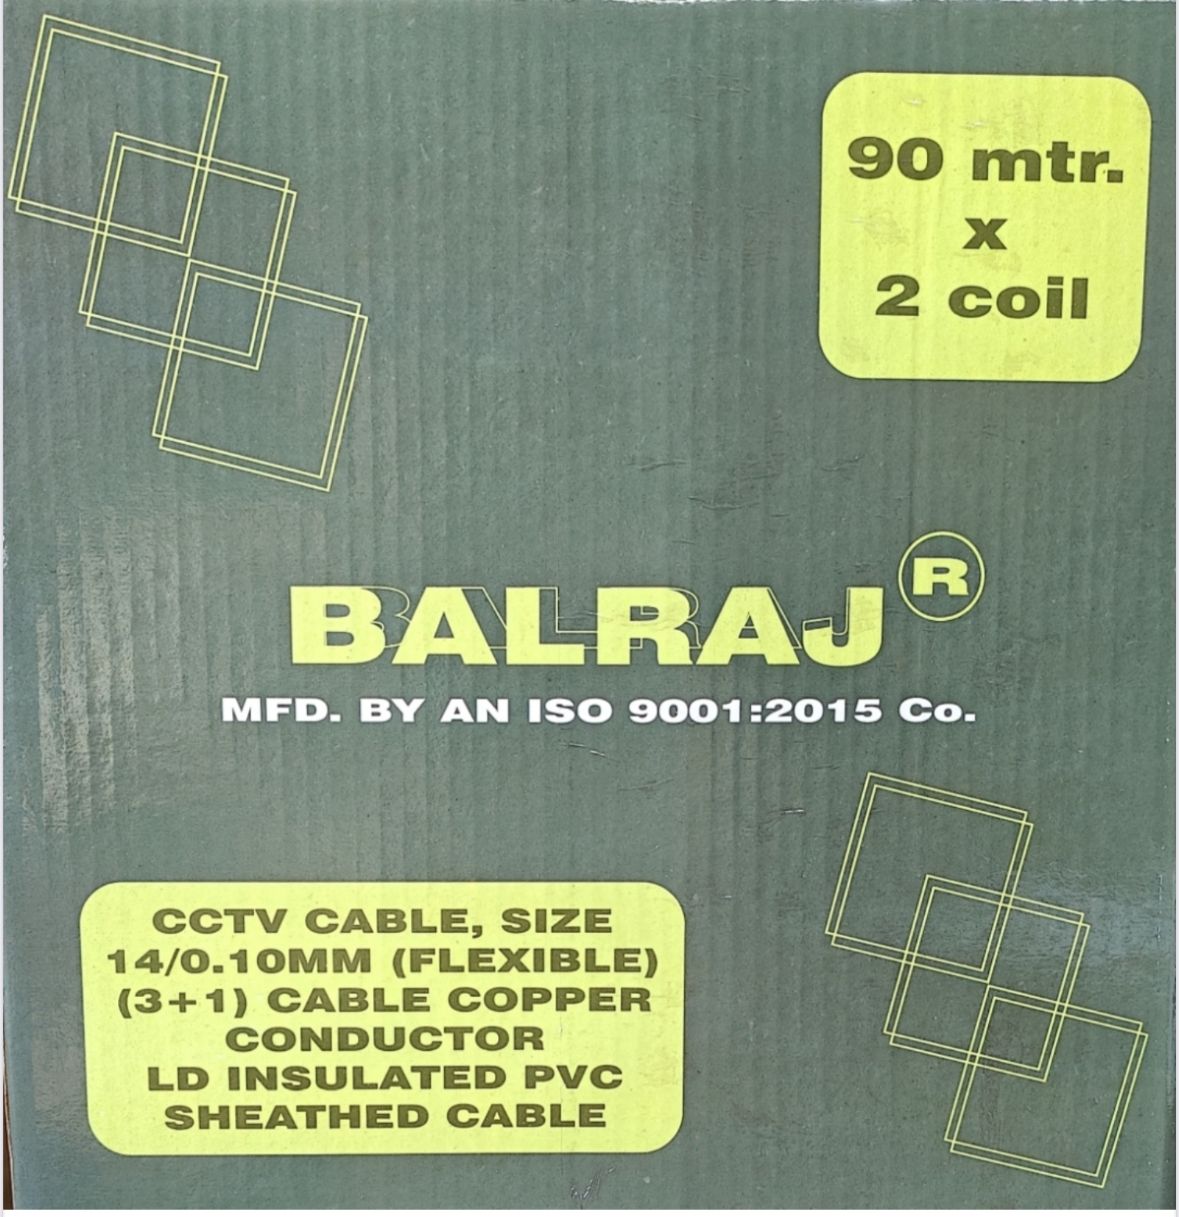 90 mtr.
x
2 coil
BALRAJ ®
MFD. BY AN ISO 9001:2015 Co.
CCTV CABLE, SIZE
14/0.10MM (FLEXIBLE)
(3+1) CABLE COPPER
CONDUCTOR
LD INSULATED PVC
SHEATHED CABLE